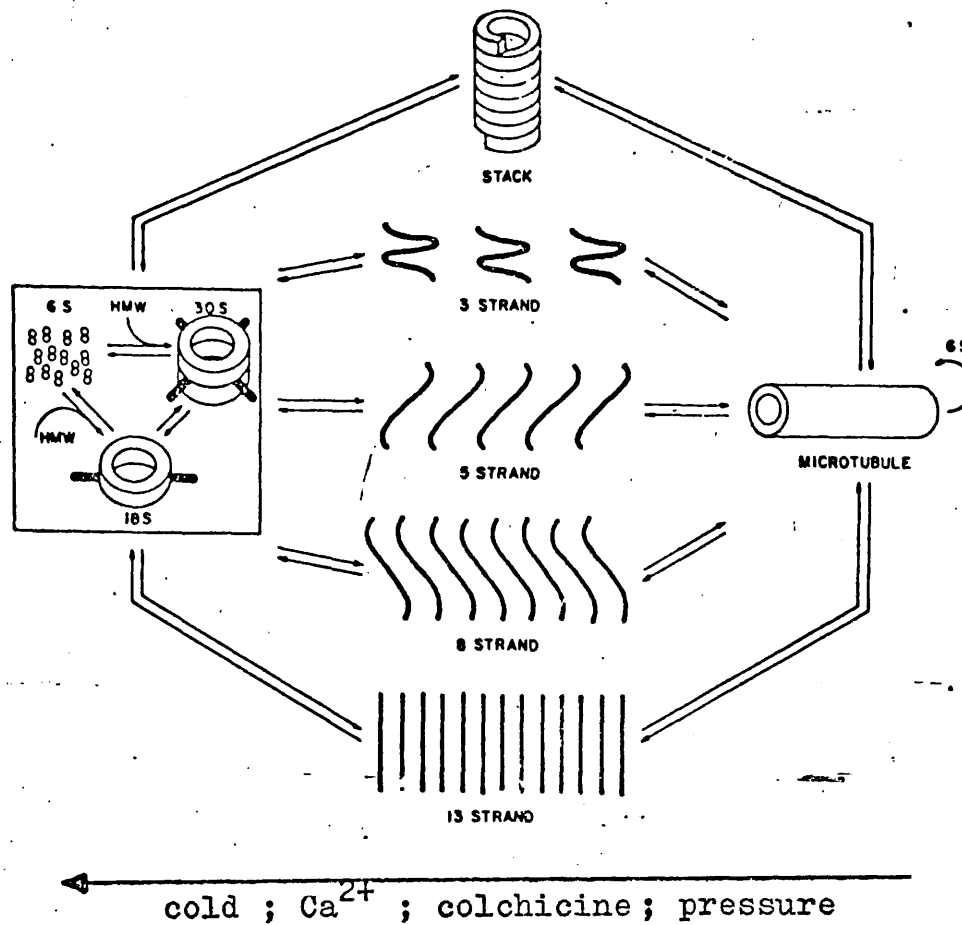 STACK
3 STRAND
6 S HMW 30S
HMW
18S
5 STRAND
6S
MICROTUBULE
8 STRAND
13 STRAND
cold ; Ca2+ ; colchicine ; pressure